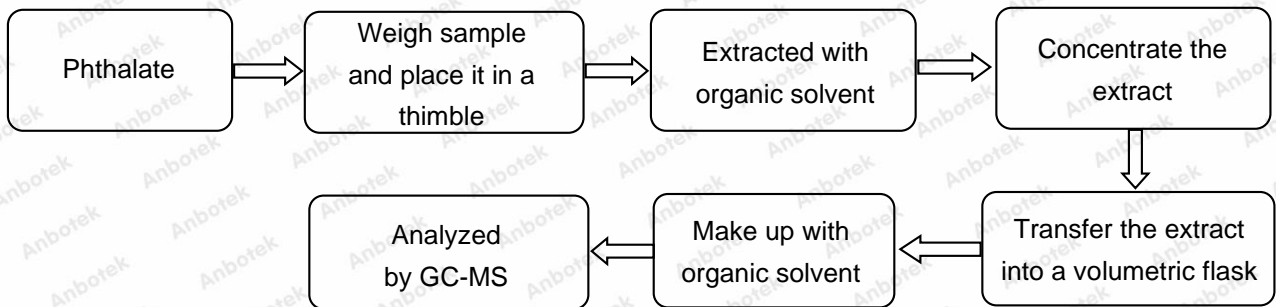 Phthalate
Weigh sample
and place it in a
thimble
Extracted with
organic solvent
Concentrate the
extract
Transfer the extract
into a volumetric flask
Make up with
organic solvent
Analyzed
by GC-MS
Anbotek